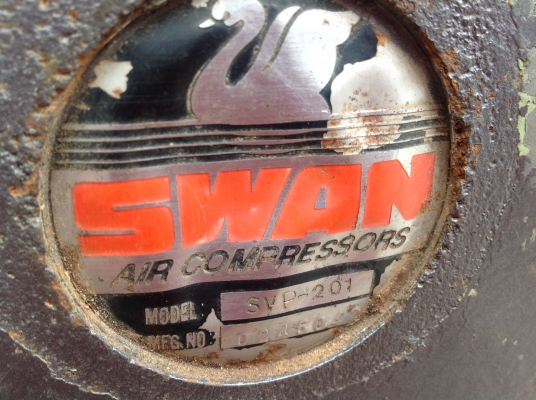 SWAN
AIR COMPRESSORS
MODEL SVP-201
MFG. NO